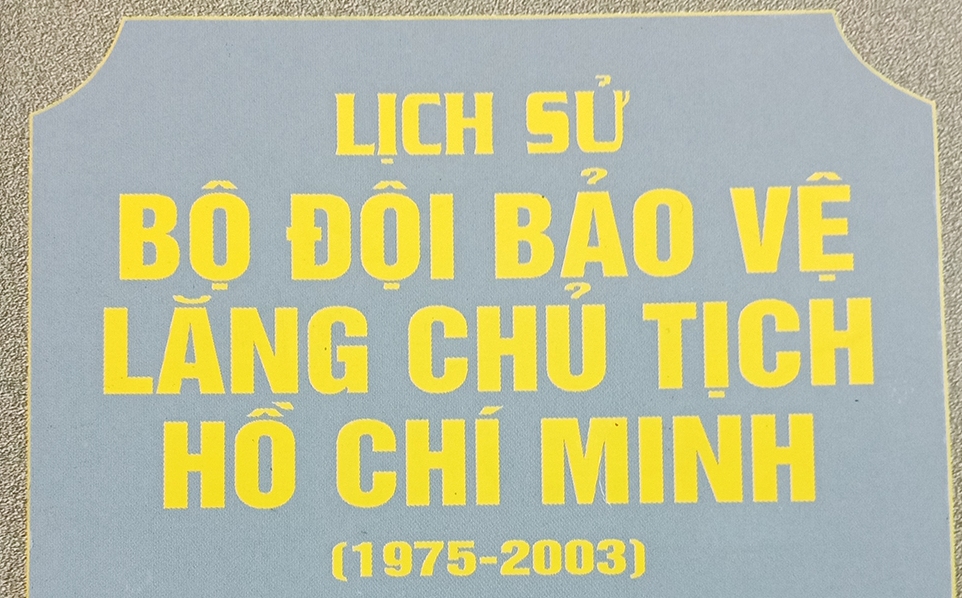 LỊCH SỬ
BỘ ĐỘI BẢO VỆ
LĂNG CHỦ TỊCH
HỒ CHÍ MINH
(1975-2003)